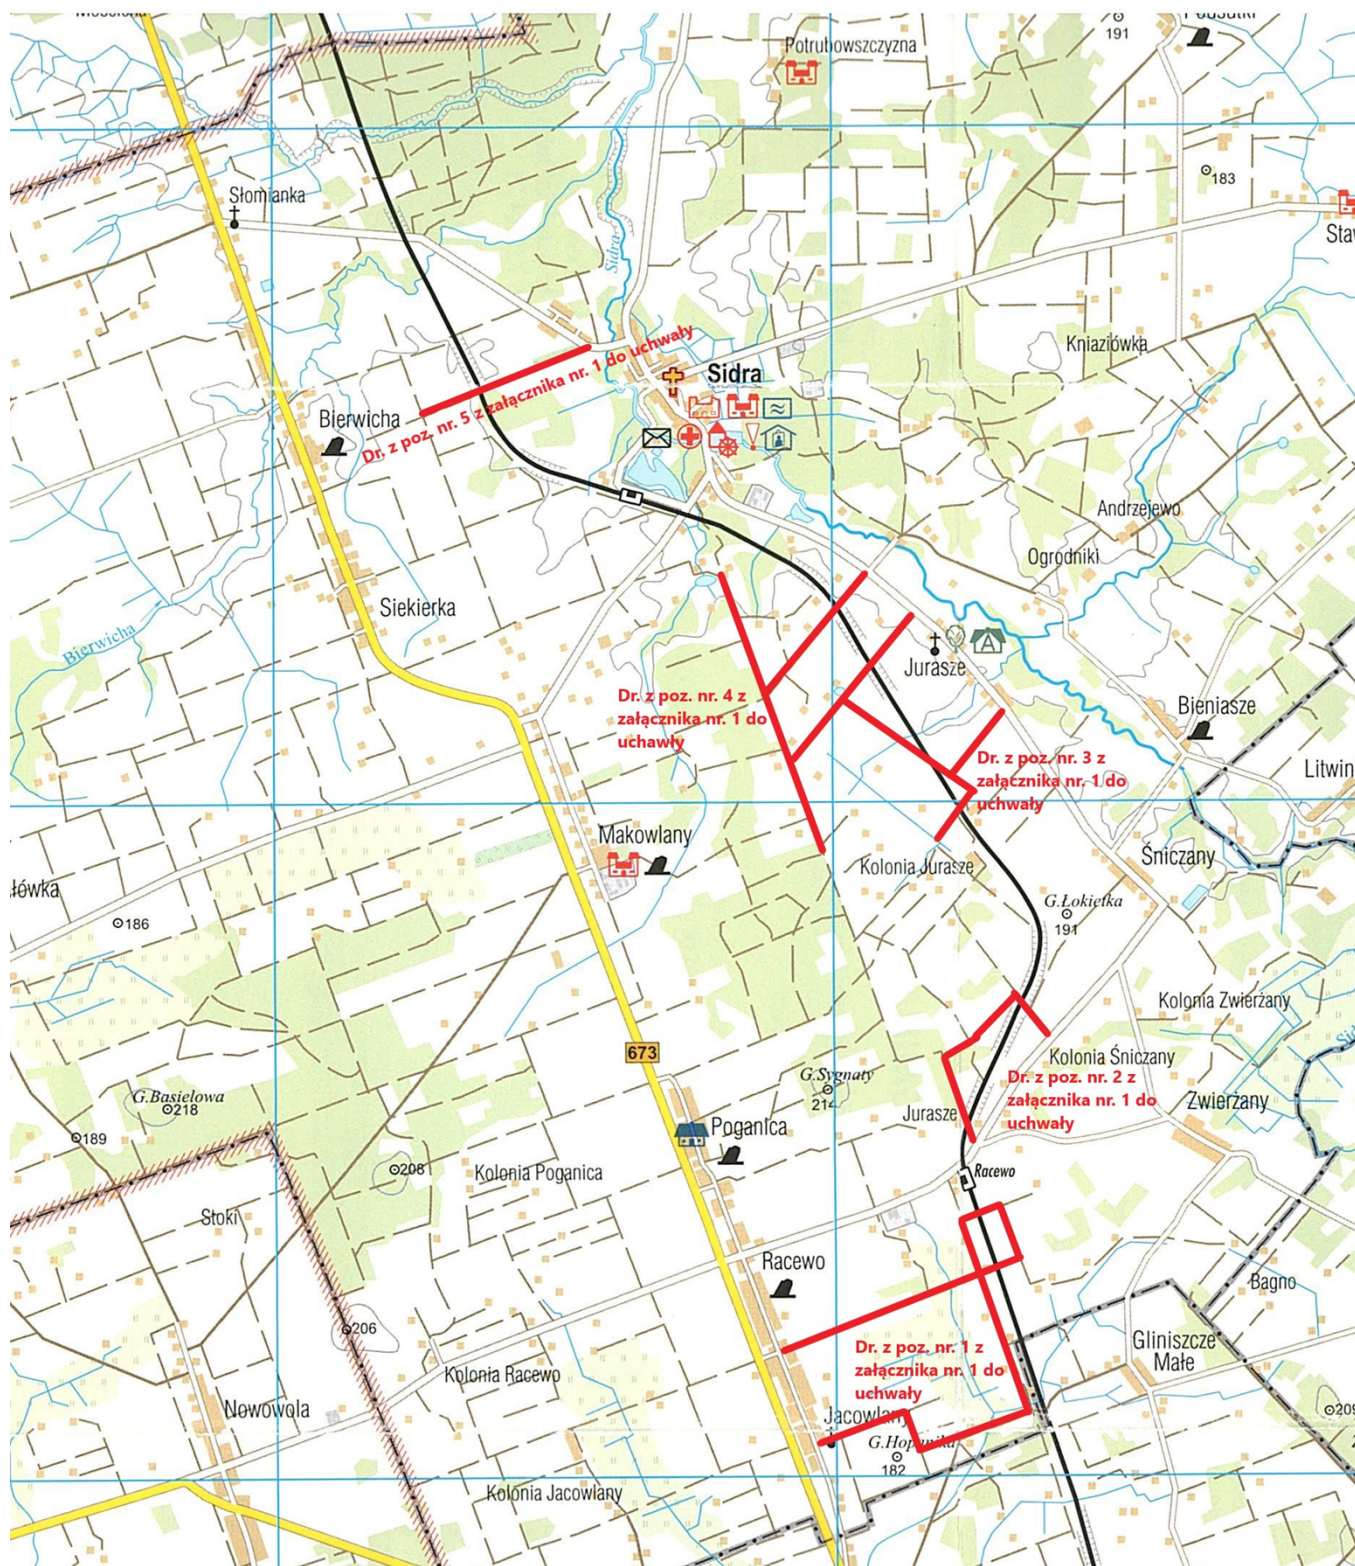 Potrubowszczyzna
191
183
Słomianka
Sidra
Kniaziówka
Sidra
Dr. z poz. nr. 5 z załącznika nr. 1 do uchwały
Bierwicha
Andrzejewo
Ogrodniki
Siekierka
Bierwicha
Jurasze
Dr. z poz. nr. 4 z
załącznika nr. 1 do
uchawły
Bieniasze
Dr. z poz. nr. 3 z
załącznika nr. 1 do
uchwały
Litwin
Makowlany
Kolonia Jurasze
Śniczany
łówka
186
G.Łokietka
191
Kolonia Zwierżany
673
Kolonia Śniczany
G.Sygnaty
214
Dr. z poz. nr. 2 z
załącznika nr. 1 do
uchwały
G.Basielowa
218
Jurasze
Zwierżany
189
Poganica
208
Kolonia Poganica
Racewo
Stoki
Racewo
Bagno
206
Gliniszcze
Małe
Dr. z poz. nr. 1 z
załącznika nr. 1 do
uchwały
Kolonia Racewo
Nowowola
Jacowlany
209
182
Kolonia Jacowlany